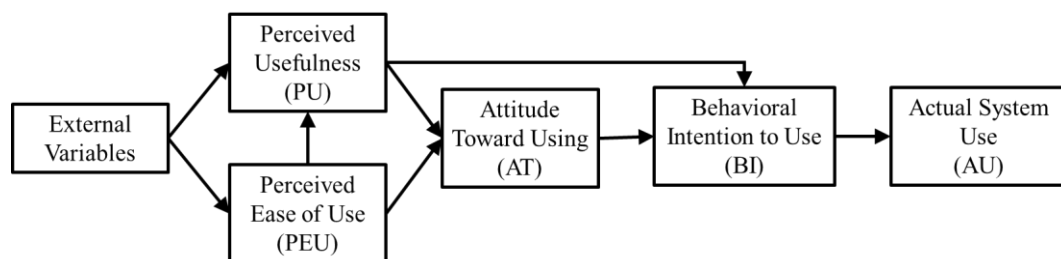 External
Variables
Perceived
Usefulness
(PU)
Perceived
Ease of Use
(PEU)
Attitude
Toward Using
(AT)
Behavioral
Intention to Use
(BI)
Actual System
Use
(AU)